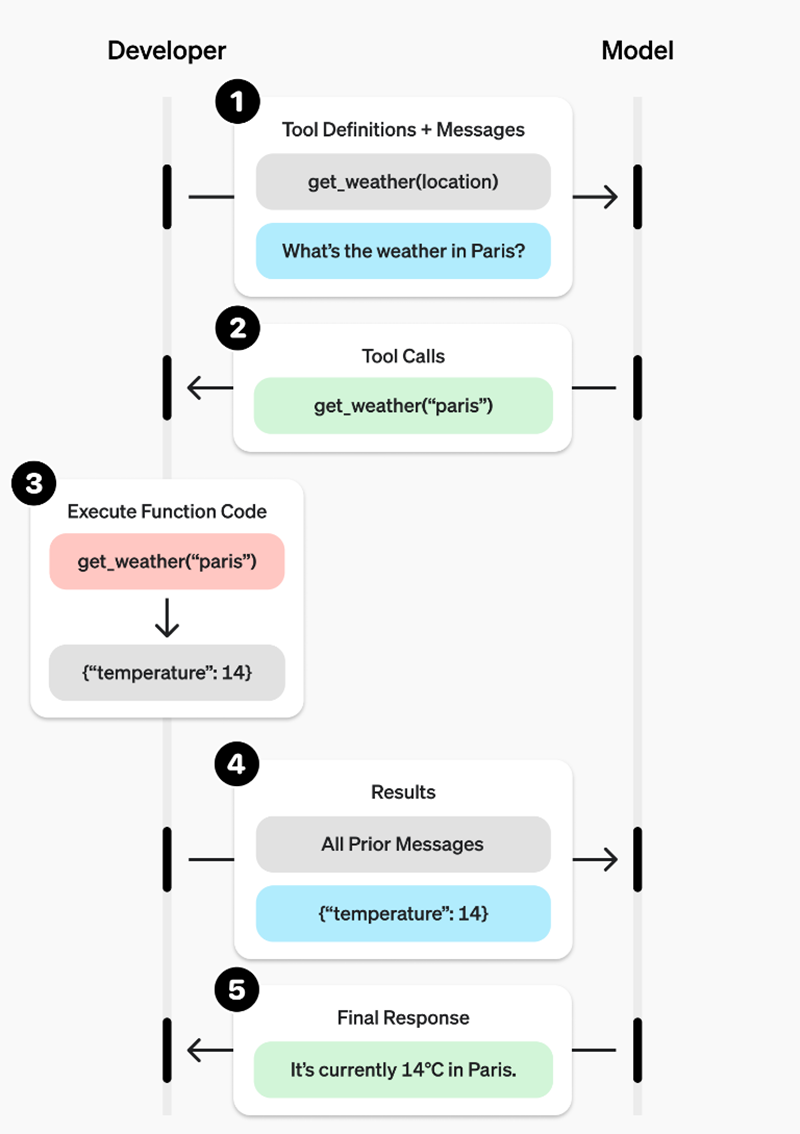 Developer
Model
1
Tool Definitions + Messages
get_weather(location)
What’s the weather in Paris?
2
Tool Calls
get_weather(“paris”)
3
Execute Function Code
get_weather(“paris”)
{“temperature”: 14}
4
Results
All Prior Messages
{“temperature”: 14}
5
Final Response
It’s currently 14°C in Paris.